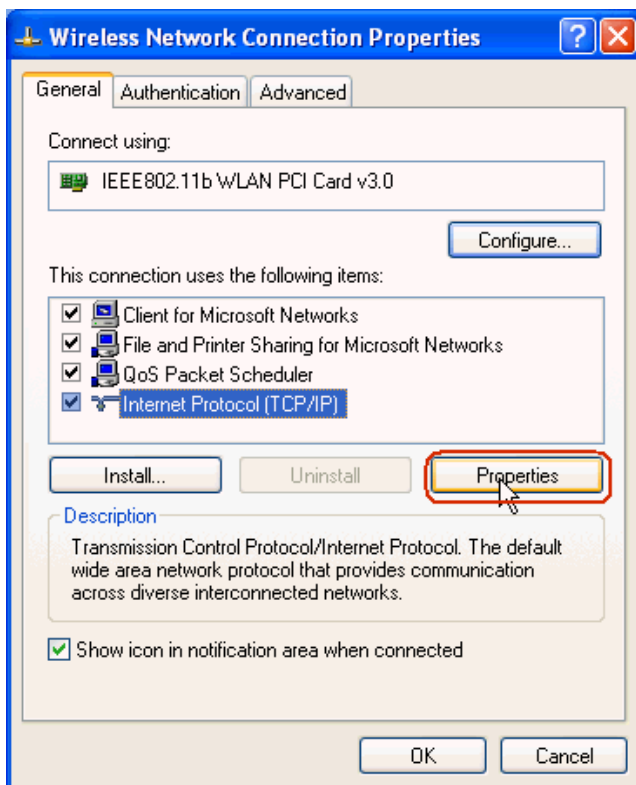 Wireless Network Connection Properties
General Authentication Advanced
Connect using:
IEEE802.11b WLAN PCI Card v3.0
Configure...
This connection uses the following items:
Client for Microsoft Networks
File and Printer Sharing for Microsoft Networks
QoS Packet Scheduler
Internet Protocol (TCP/IP)
Install... Uninstall Properties
Description
Transmission Control Protocol/Internet Protocol. The default
wide area network protocol that provides communication
across diverse interconnected networks.
Show icon in notification area when connected
OK Cancel